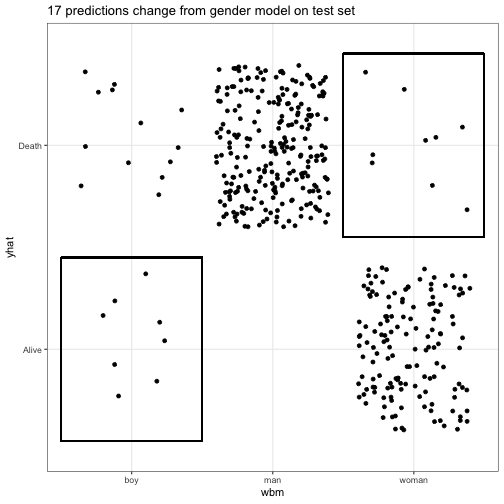 17 predictions change from gender model on test set
yhat
Death
Alive
boy man woman
wbm